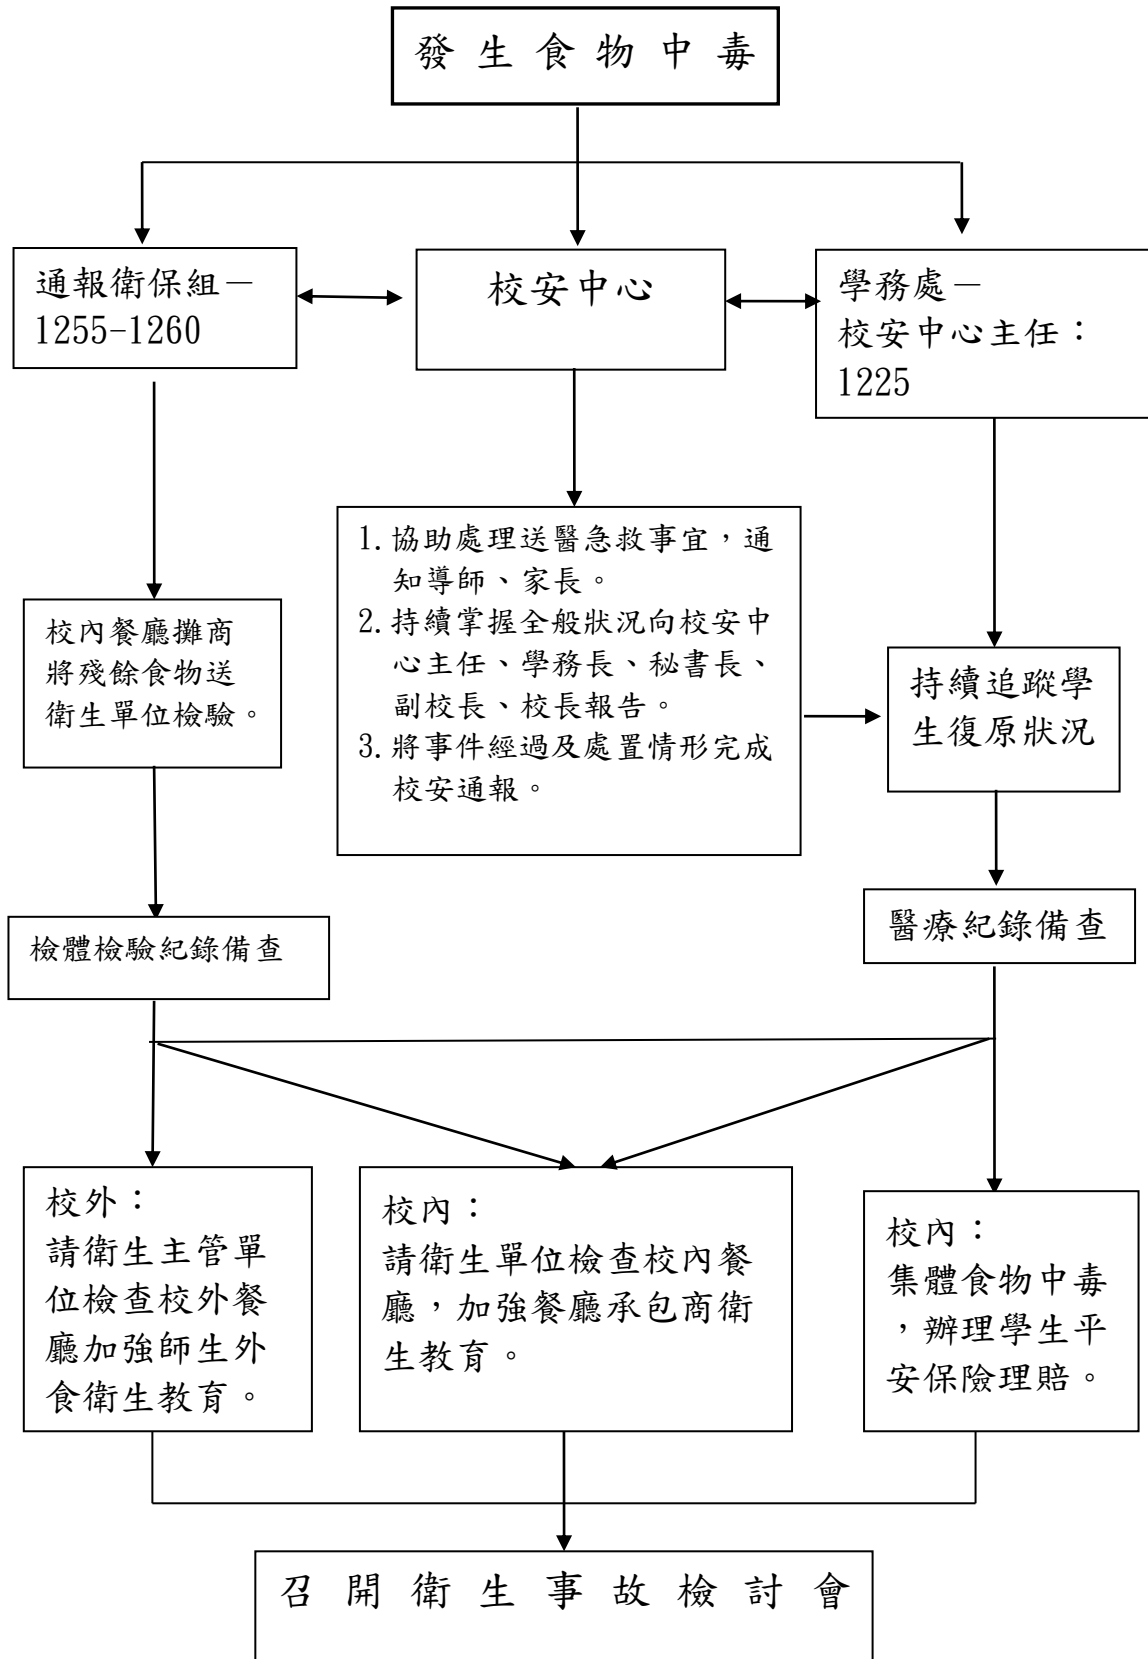 發生食物中毒
通報衛保組－
1255-1260
校安中心
學務處－
校安中心主任：
1225
1.協助處理送醫急救事宜，通
知導師、家長。
2.持續掌握全般狀況向校安中
心主任、學務長、秘書長、
副校長、校長報告。
3.將事件經過及處置情形完成
校安通報。
校內餐廳攤商
將殘餘食物送
衛生單位檢驗。
持續追蹤學
生復原狀況
檢體檢驗紀錄備查
醫療紀錄備查
校外：
請衛生主管單
位檢查校外餐
廳加強師生外
食衛生教育。
校內：
請衛生單位檢查校內餐
廳，加強餐廳承包商衛
生教育。
校內：
集體食物中毒
，辦理學生平
安保險理賠。
召開衛生事故檢討會